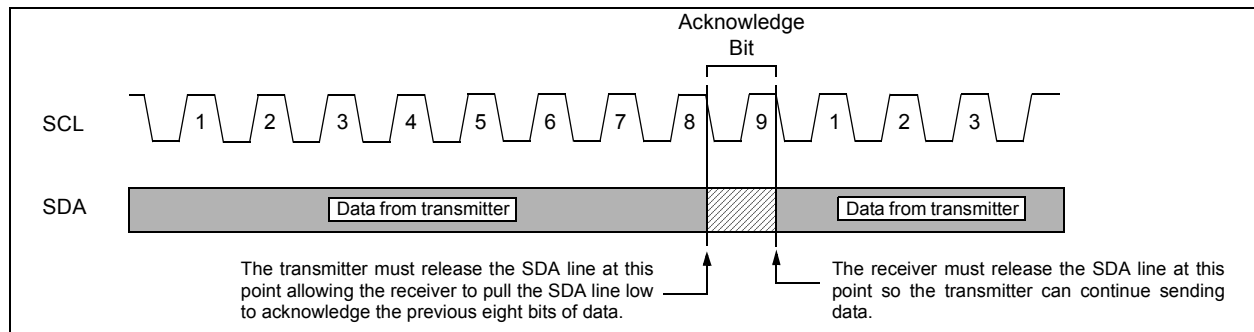 Acknowledge
Bit
SCL
1 2 3 4 5 6 7 8 9 1 2 3
SDA
Data from transmitter
Data from transmitter
The transmitter must release the SDA line at this
point allowing the receiver to pull the SDA line low
to acknowledge the previous eight bits of data.
The receiver must release the SDA line at this
point so the transmitter can continue sending
data.